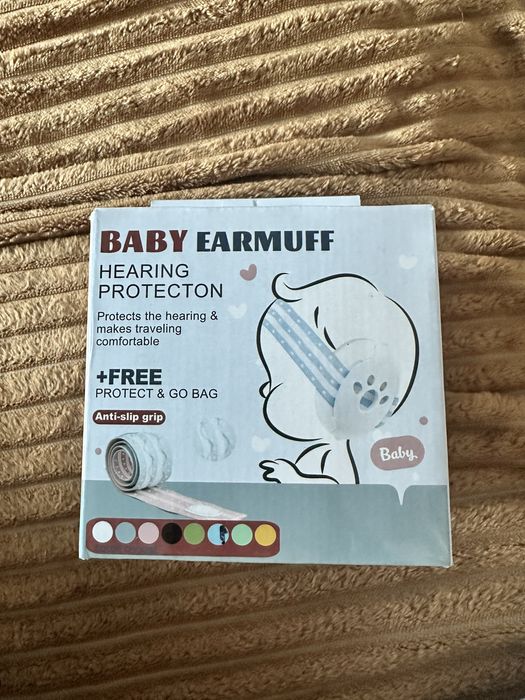 BABY EARMUFF
HEARING
PROTECTON
Protects the hearing &
makes traveling
comfortable
+FREE
PROTECT & GO BAG
Anti-slip grip
Baby